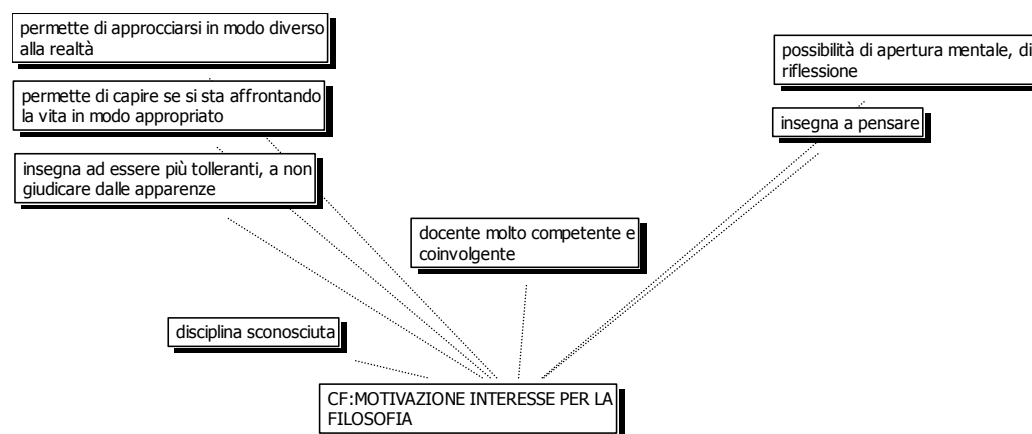 permette di approcciarsi in modo diverso
alla realtà
permette di capire se si sta affrontando
la vita in modo appropriato
insegna ad essere più tolleranti, a non
giudicare dalle apparenze
possibilità di apertura mentale, di
riflessione
insegna a pensare
docente molto competente e
coinvolgente
disciplina sconosciuta
CF:MOTIVAZIONE INTERESSE PER LA
FILOSOFIA